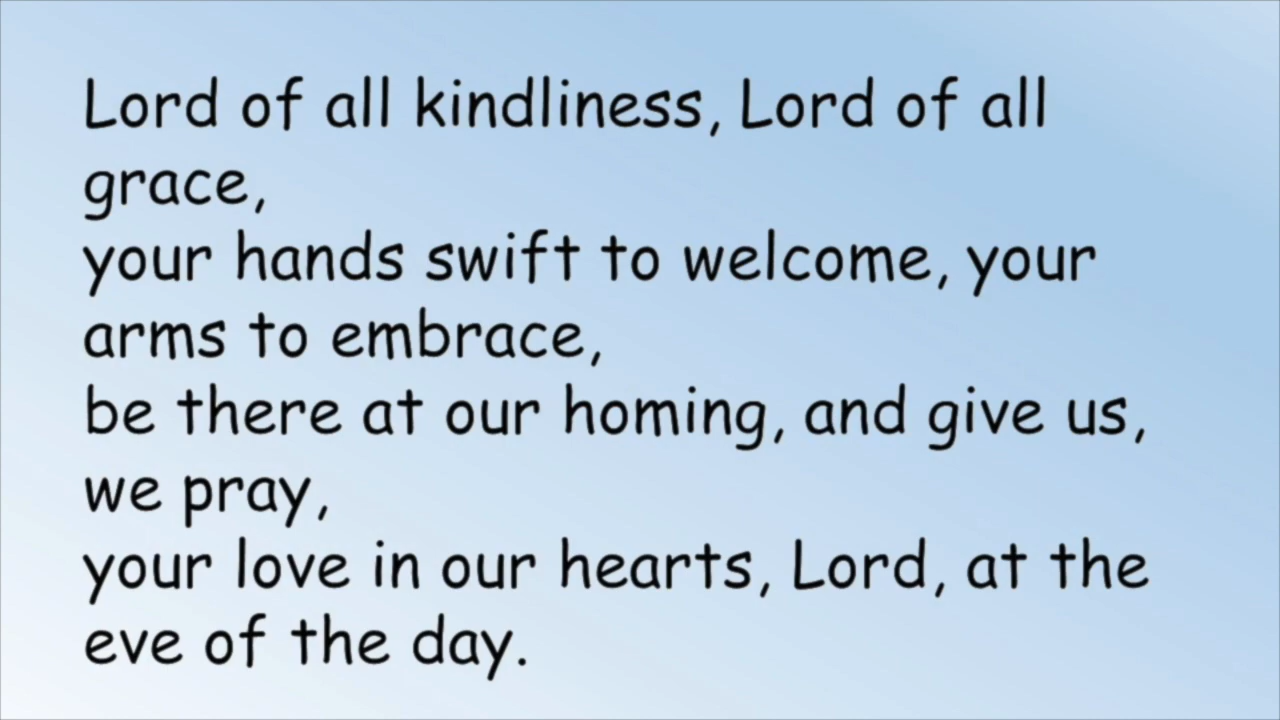 Lord of all kindliness, Lord of all
grace,
your hands swift to welcome, your
arms to embrace,
be there at our homing, and give us,
we pray,
your love in our hearts, Lord, at the
eve of the day.